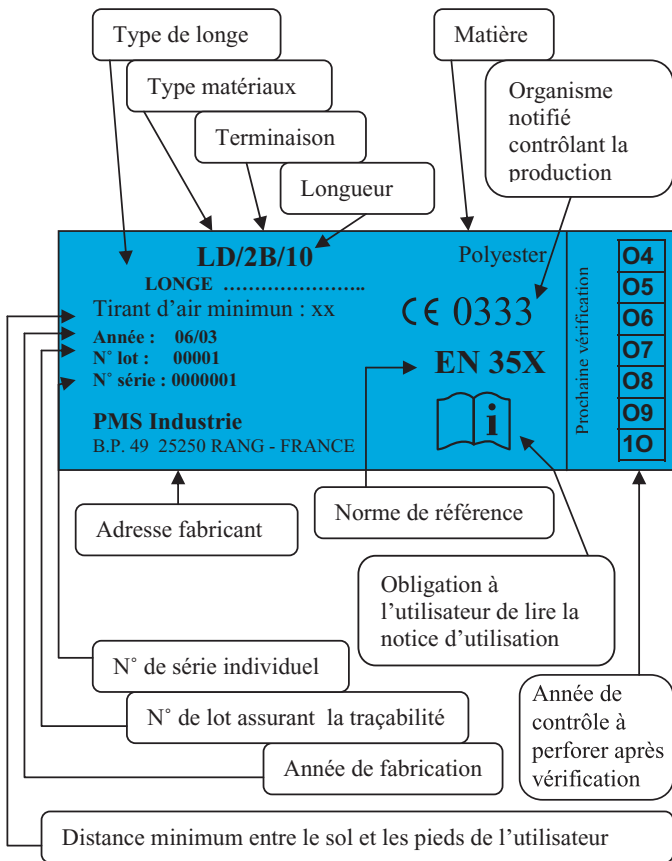 Type de longe
Matière
Type matériaux
Organisme
notifié
contrôlant la
production
Terminaison
Longueur
LD/2B/10
Polyester
LONGE ........................
Tirant d'air minimum : xx
CE 0333
Année : 06/03
N° lot : 00001
N° série : 0000001
EN 35X
i
PMS Industrie
B.P. 49 25250 RANG - FRANCE
Prochaine vérification
O4
O5
O6
O7
O8
O9
1O
Adresse fabricant
Norme de référence
Obligation à
l'utilisateur de lire la
notice d'utilisation
N° de série individuel
N° de lot assurant la traçabilité
Année de fabrication
Année de
contrôle à
perforer après
vérification
Distance minimum entre le sol et les pieds de l'utilisateur